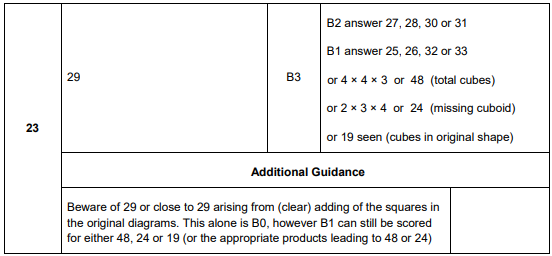 B2 answer 27, 28, 30 or 31
B1 answer 25, 26, 32 or 33
29
B3
or 4 × 4 × 3 or 48 (total cubes)
or 2 × 3 × 4 or 24 (missing cuboid)
23
or 19 seen (cubes in original shape)
Additional Guidance
Beware of 29 or close to 29 arising from (clear) adding of the squares in
the original diagrams. This alone is B0, however B1 can still be scored
for either 48, 24 or 19 (or the appropriate products leading to 48 or 24)